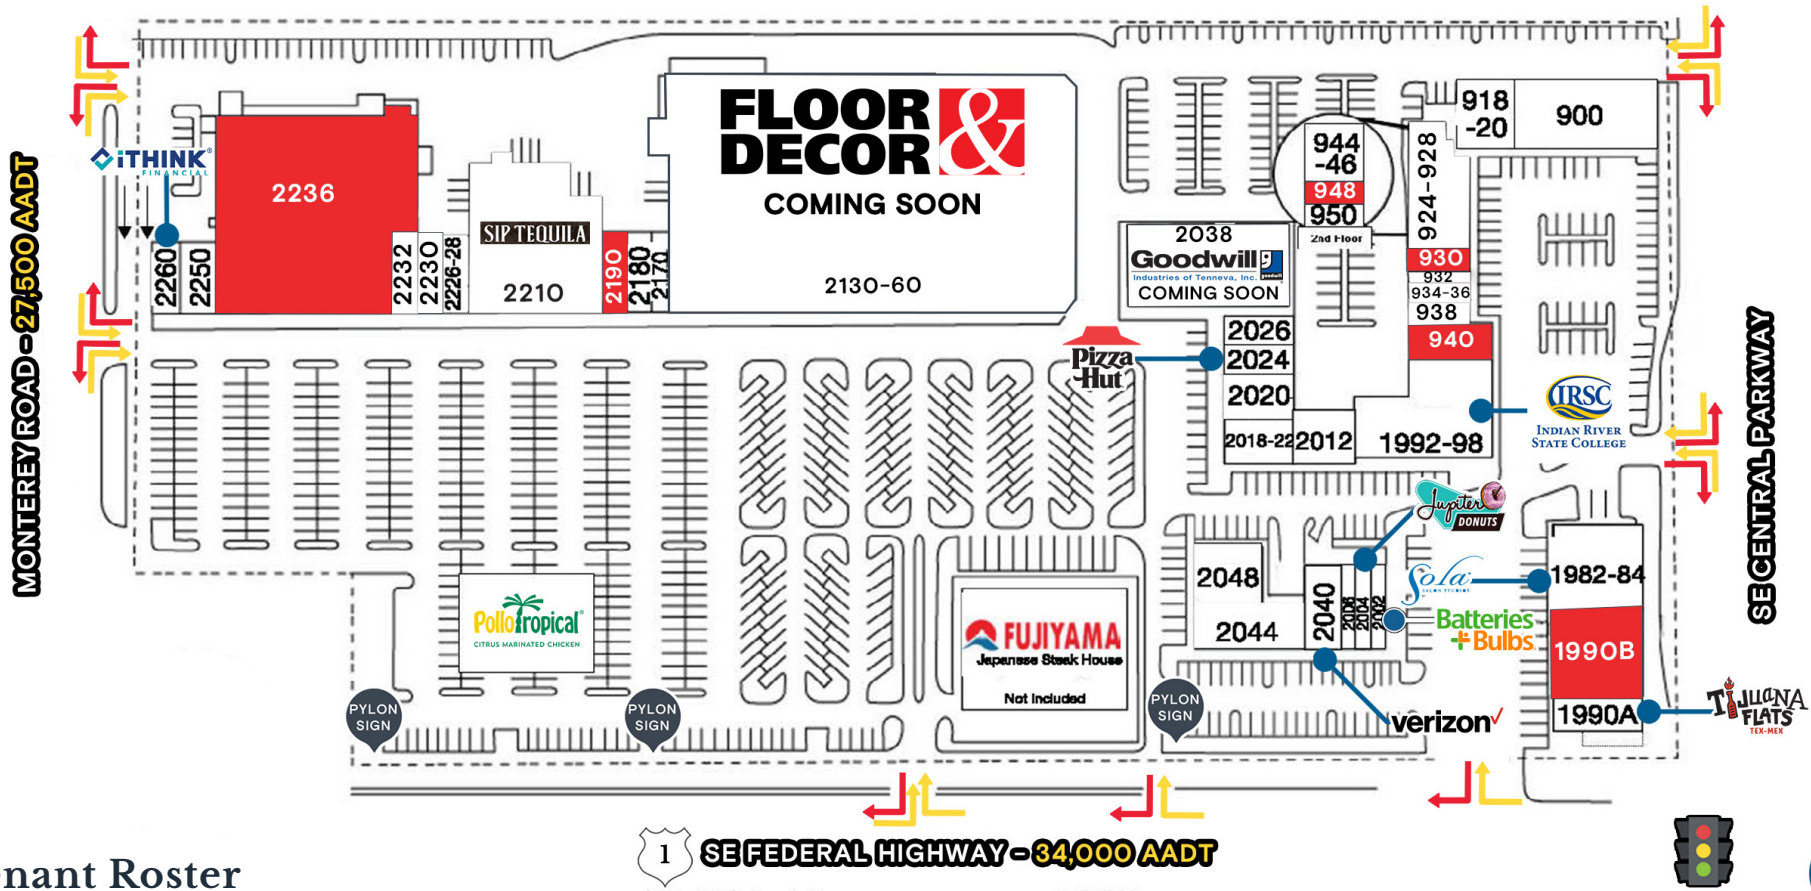 MONTEREY ROAD - 27,500 AADT
iTHINK
FINANCIAL
2260
2250
2236
2232
2230
2226-28
SIP TEQUILA
2210
2190
2180
2170
FLOOR
& DECOR
COMING SOON
2130-60
918
-20
900
944
-46
948
950
2nd Floor
924-928
930
932
934-36
938
940
2038
Goodwill
Industries of Tenneva, Inc.
goodwill
COMING SOON
2026
Pizza
Hut
2024
2020
2018-22
2012
1992-98
IRSC
INDIAN RIVER
STATE COLLEGE
SE CENTRAL PARKWAY
Jupiter
DONUTS
2048
2044
2040
2006
2004
2002
Sola
SALON STUDIOS
Batteries
+Bulbs
1982-84
1990B
1990A
TIJUANA
FLATS
TEX-MEX
verizon
Pollo Tropical
CITRUS MARINATED CHICKEN
FUJIYAMA
Japanese Steak House
Not Included
PYLON
SIGN
PYLON
SIGN
PYLON
SIGN
1
SE FEDERAL HIGHWAY - 34,000 AADT
nant Roster